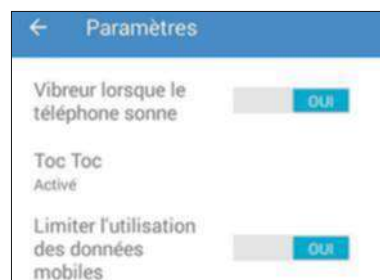 ← Paramètres
Vibreur lorsque le
OUI
téléphone sonne
Toc Toc
Activé
Limiter l'utilisation
des données
OUI
mobiles